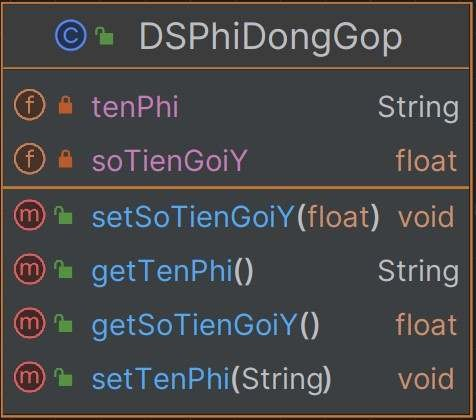 DSPhiDongGop
tenPhi String
soTienGoiY float
setSoTienGoiY(float) void
getTenPhi() String
getSoTienGoiY() float
setTenPhi(String) void